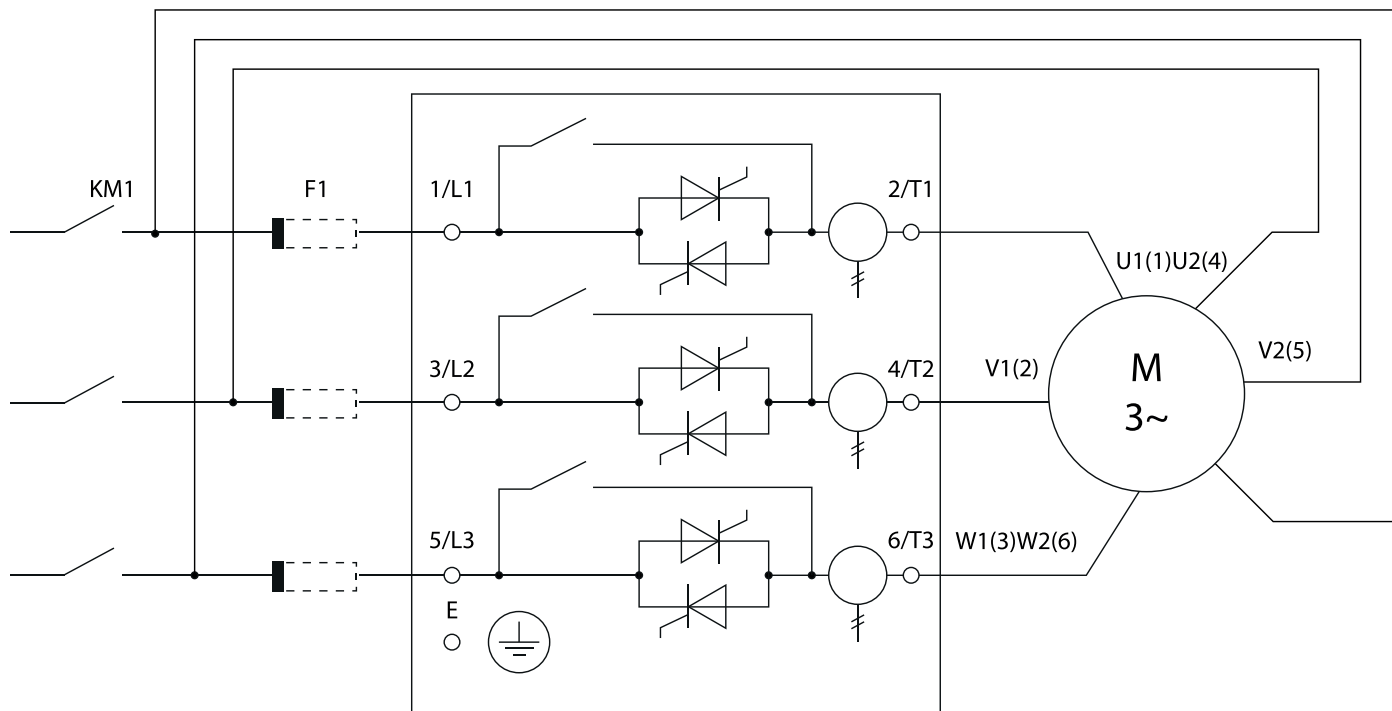 KM1
F1
1/L1
2/T1
U1(1)U2(4)
3/L2
4/T2
V1(2)
V2(5)
M
3~
5/L3
6/T3
W1(3)W2(6)
E